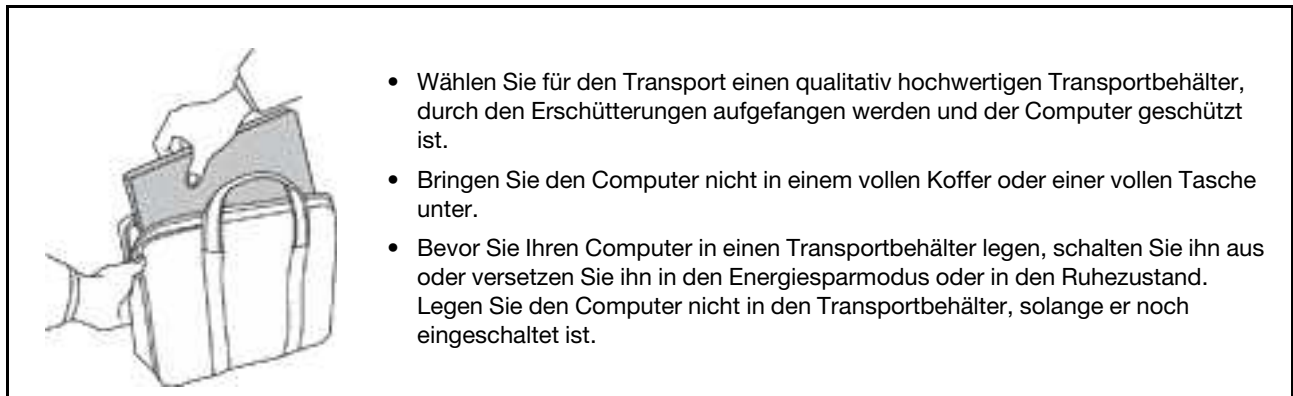 • Wählen Sie für den Transport einen qualitativ hochwertigen Transportbehälter,
durch den Erschütterungen aufgefangen werden und der Computer geschützt
ist.
• Bringen Sie den Computer nicht in einem vollen Koffer oder einer vollen Tasche
unter.
• Bevor Sie Ihren Computer in einen Transportbehälter legen, schalten Sie ihn aus
oder versetzen Sie ihn in den Energiesparmodus oder in den Ruhezustand.
Legen Sie den Computer nicht in den Transportbehälter, solange er noch
eingeschaltet ist.